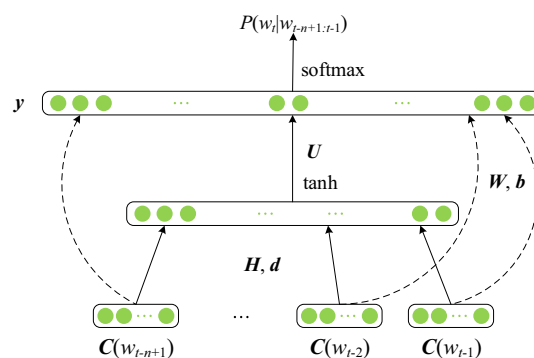 P(w_t|w_{t-n+1:t-1})
softmax
y ... ...
U
tanh
W, b
... ...
H, d
... ... ...
...
C(w_{t-n+1}) C(w_{t-2}) C(w_{t-1})